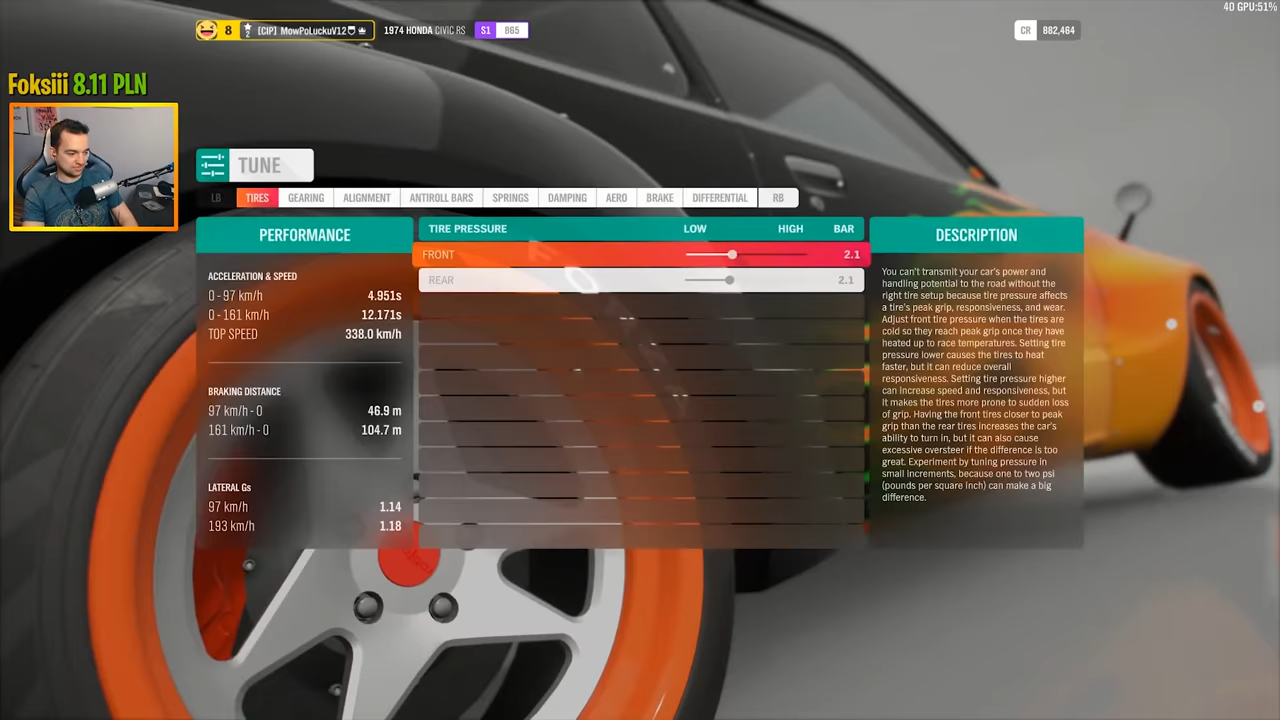 4D GPU:51%
8 [CIP] MowPoLuckuV12 1974 HONDA CIVIC RS S1 865 CR 882,464
Foksiii 8.11 PLN
TUNE
LB TIRES GEARING ALIGNMENT ANTIROLL BARS SPRINGS DAMPING AERO BRAKE DIFFERENTIAL RB
PERFORMANCE
ACCELERATION & SPEED
0 - 97 km/h 4.951s
0 - 161 km/h 12.171s
TOP SPEED 338.0 km/h
BRAKING DISTANCE
97 km/h - 0 46.9 m
161 km/h - 0 104.7 m
LATERAL Gs
97 km/h 1.14
193 km/h 1.18
TIRE PRESSURE LOW HIGH BAR
FRONT 2.1
REAR 2.1
DESCRIPTION
You can't transmit your car's power and
handling potential to the road without the
right tire setup because tire pressure affects
a tire's peak grip, responsiveness, and wear.
Adjust front tire pressure when the tires are
cold so they reach peak grip once they have
heated up to race temperatures. Setting tire
pressure lower causes the tires to heat
faster, but it can reduce overall
responsiveness. Setting tire pressure higher
can increase speed and responsiveness, but
it makes the tires more prone to sudden loss
of grip. Having the front tires closer to peak
grip than the rear tires increases the car's
ability to turn in, but it can also cause
excessive oversteer if the difference is too
great. Experiment by tuning pressure in
small increments, because one to two psi
(pounds per square inch) can make a big
difference.